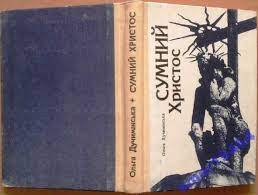 Ольга Дучимінська + СУМНИЙ ХРИСТОС
СУМНИЙ
Христос
Ольга Дучимінська